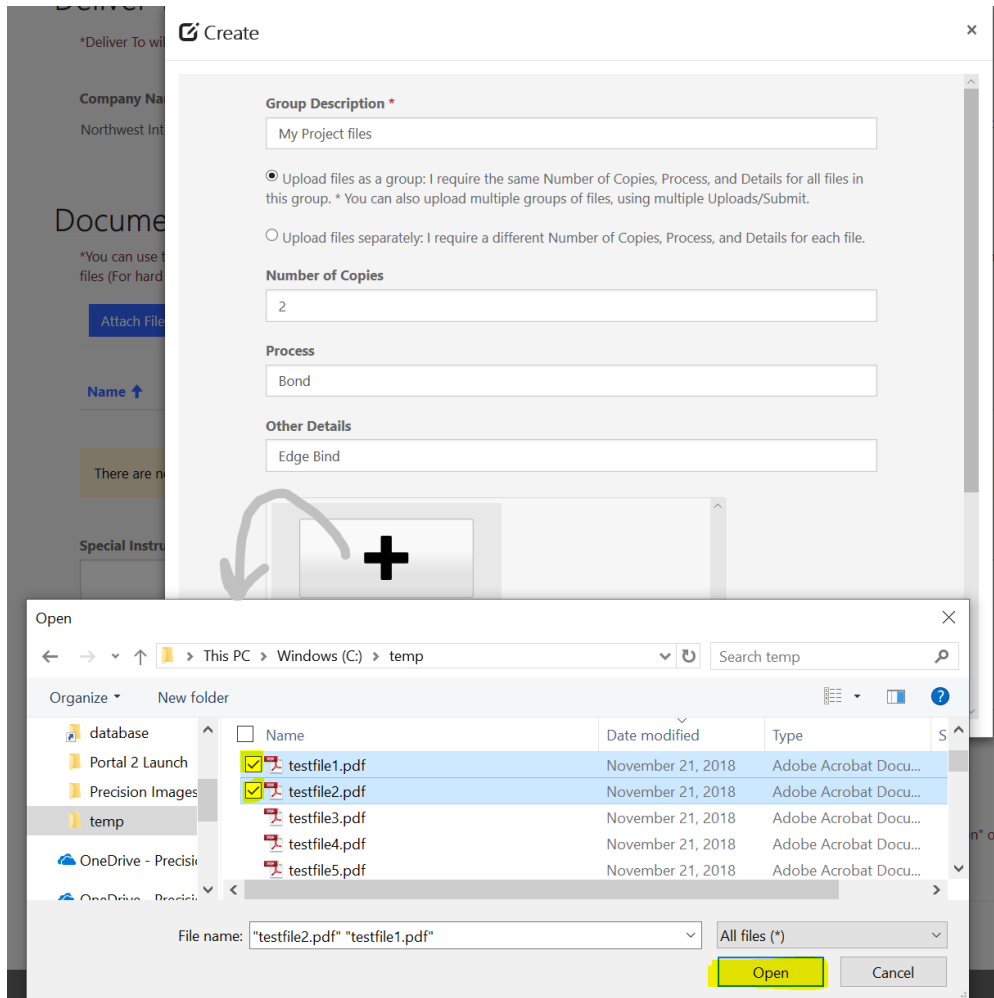 Deliver
*Deliver To wil
Company Na
Northwest Int
Docume
*You can use t
files (For hard
Attach File
Name
There are n
Special Instru
Create
Group Description *
My Project files
Upload files as a group: I require the same Number of Copies, Process, and Details for all files in
this group. * You can also upload multiple groups of files, using multiple Uploads/Submit.
Upload files separately: I require a different Number of Copies, Process, and Details for each file.
Number of Copies
2
Process
Bond
Other Details
Edge Bind
Open
This PC > Windows (C:) > temp
Search temp
Organize
New folder
database
Portal 2 Launch
Precision Images
temp
OneDrive - Precisi
OneDrive - Precisi
Name Date modified Type S
testfile1.pdf November 21, 2018 Adobe Acrobat Docu...
testfile2.pdf November 21, 2018 Adobe Acrobat Docu...
testfile3.pdf November 21, 2018 Adobe Acrobat Docu...
testfile4.pdf November 21, 2018 Adobe Acrobat Docu...
testfile5.pdf November 21, 2018 Adobe Acrobat Docu...
on" o
File name: "testfile2.pdf" "testfile1.pdf"
All files (*)
Open
Cancel